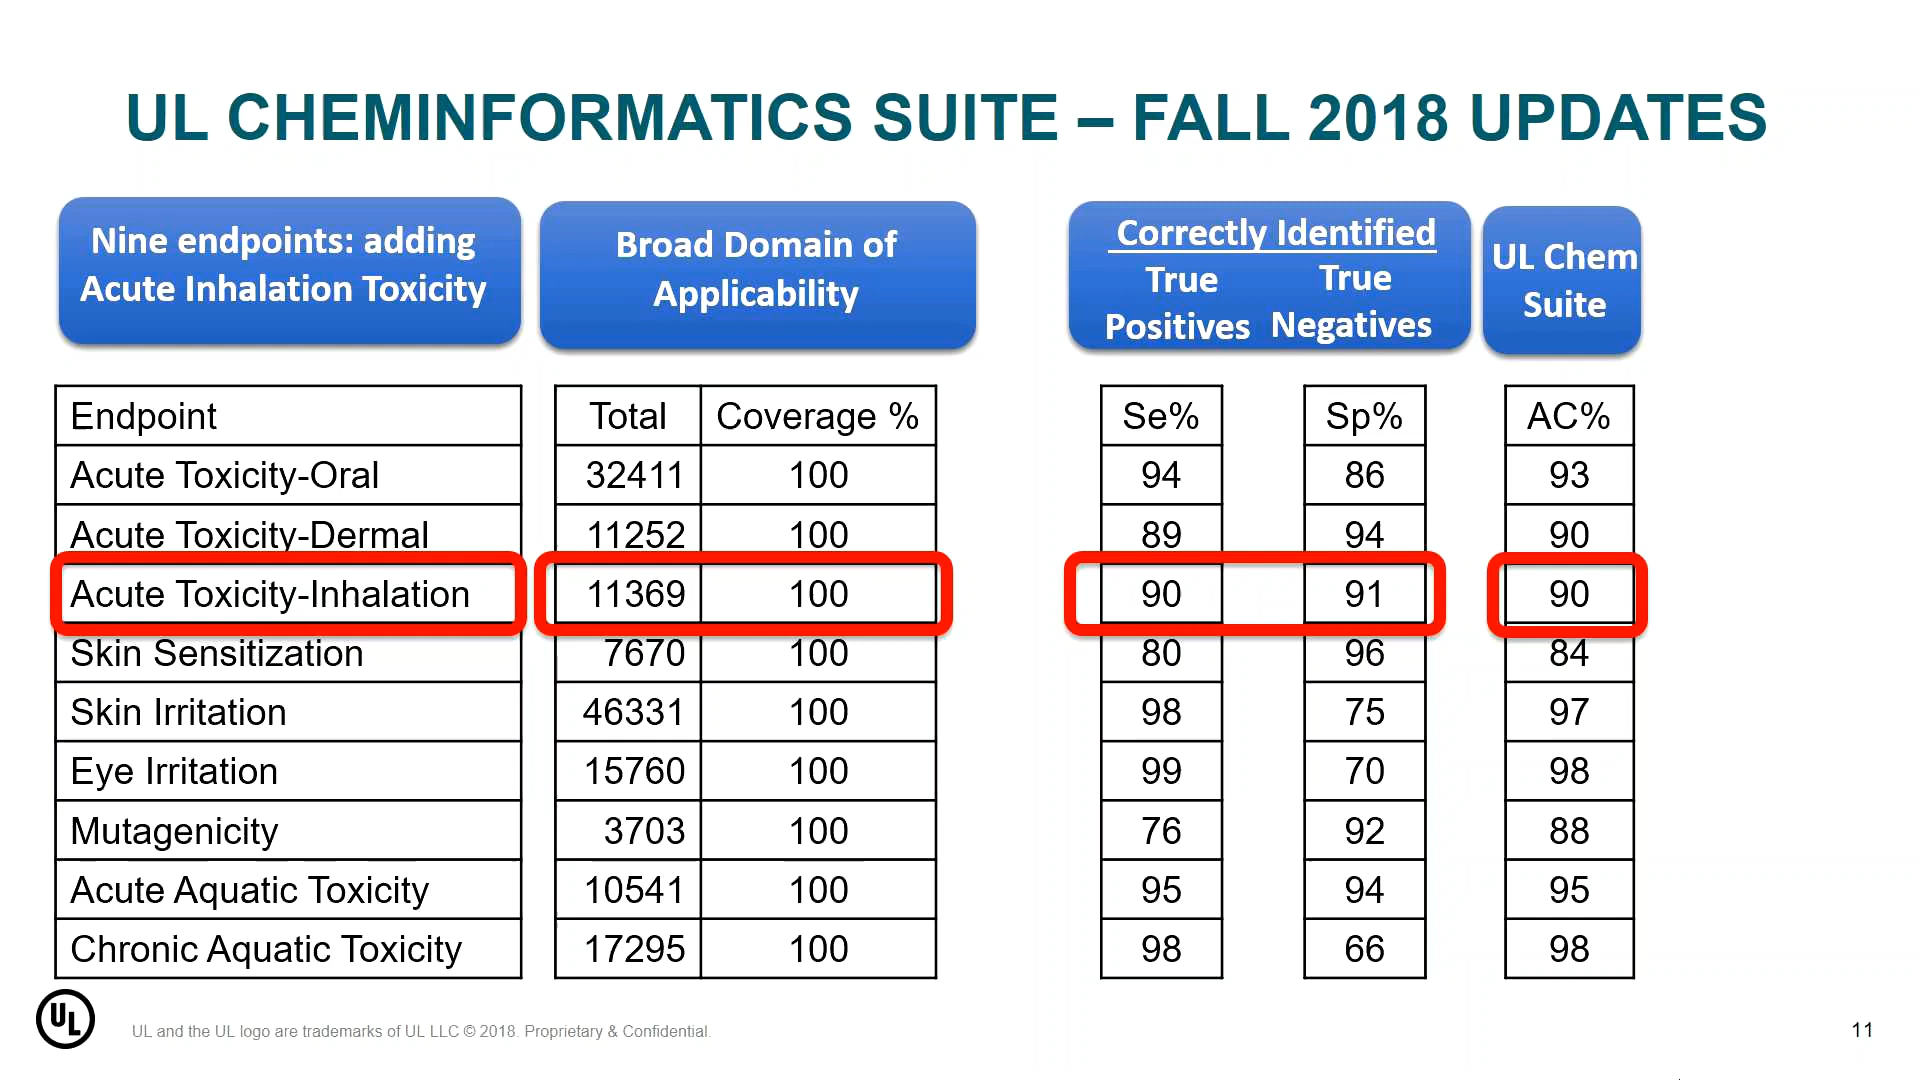 UL CHEMINFORMATICS SUITE – FALL 2018 UPDATES
Nine endpoints: adding
Acute Inhalation Toxicity
Broad Domain of
Applicability
Correctly Identified
True Positives
True Negatives
UL Chem
Suite
Endpoint Total Coverage % Se% Sp% AC%
Acute Toxicity-Oral 32411 100 94 86 93
Acute Toxicity-Dermal 11252 100 89 94 90
Acute Toxicity-Inhalation 11369 100 90 91 90
Skin Sensitization 7670 100 80 96 84
Skin Irritation 46331 100 98 75 97
Eye Irritation 15760 100 99 70 98
Mutagenicity 3703 100 76 92 88
Acute Aquatic Toxicity 10541 100 95 94 95
Chronic Aquatic Toxicity 17295 100 98 66 98
UL
UL and the UL logo are trademarks of UL LLC © 2018. Proprietary & Confidential.
11